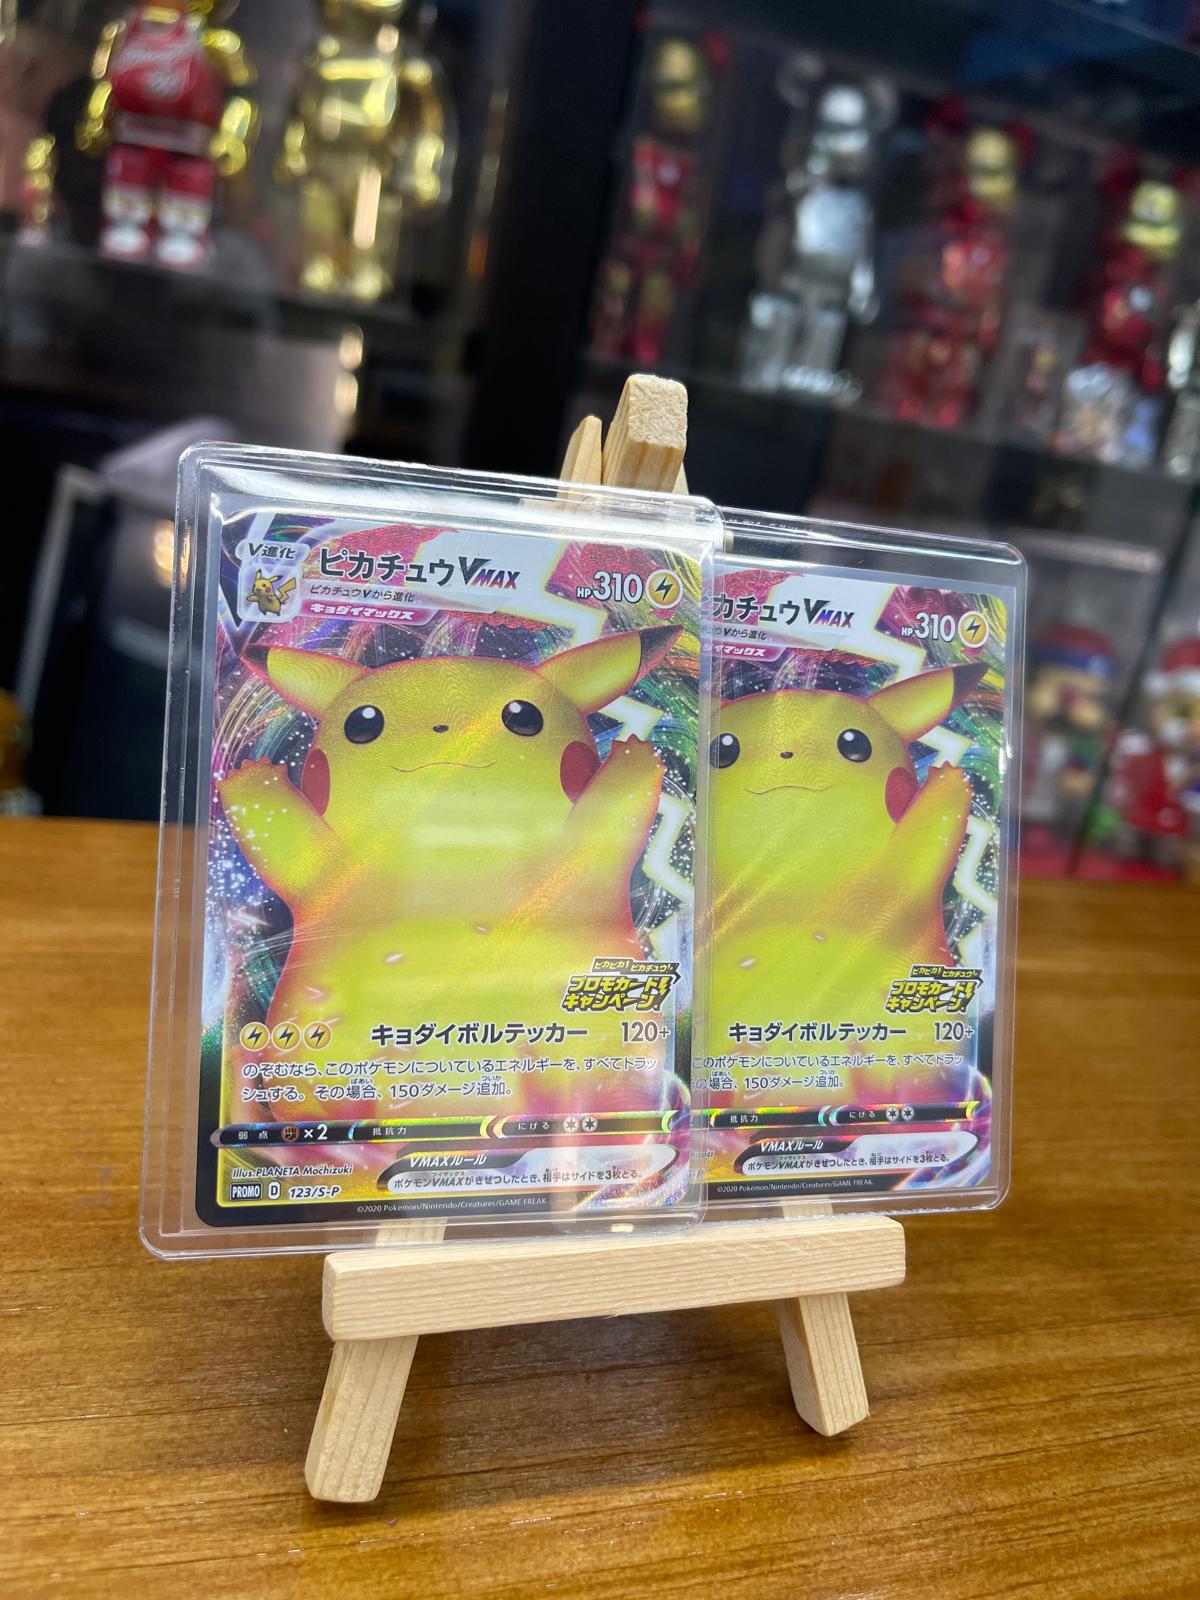 V進化
ピカチュウVMAX
HP310
ピカチュウVから進化
キョダイマックス
ピカピカ!ピカチュウ!
プロモカード
キャンペーン!
キョダイボルテッカー 120+
のぞむなら、このポケモンについているエネルギーを、すべてトラッ
シュする。その場合、150ダメージ追加。
弱点 ×2 抵抗力 にげる
VMAXルール
ポケモンVMAXがきぜつしたとき、相手はサイドを3枚とる。
Illus.PLANETA Mochizuki
PROMO D 123/S-P
©2020 Pokémon/Nintendo/Creatures/GAME FREAK.
カチュウVMAX
HP310
ウVから進化
イマックス
ピカピカ!ピカチュウ!
プロモカード
キャンペーン!
キョダイボルテッカー 120+
このポケモンについているエネルギーを、すべてトラッ
の場合、150ダメージ追加。
抵抗力 にげる
VMAXルール
ポケモンVMAXがきぜつしたとき、相手はサイドを3枚とる。
©2020 Pokémon/Nintendo/Creatures/GAME FREAK.